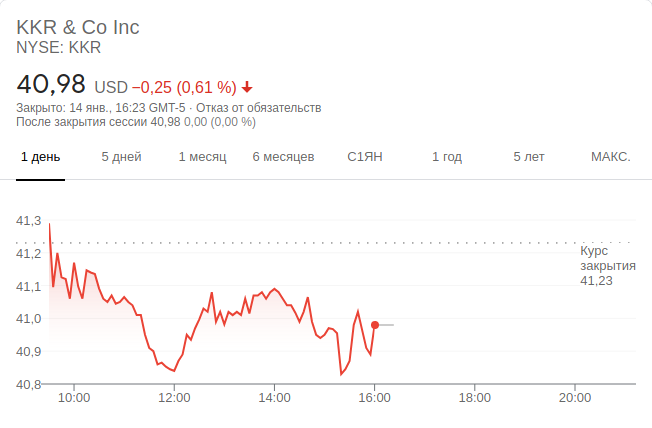 KKR & Co Inc
NYSE: KKR
40,98 USD −0,25 (0,61 %)
Закрыто: 14 янв., 16:23 GMT-5 · Отказ от обязательств
После закрытия сессии 40,98 0,00 (0,00 %)
1 день 5 дней 1 месяц 6 месяцев С1ЯН 1 год 5 лет МАКС.
41,3
41,2
41,1
41,0
40,9
40,8
Курс
закрытия
41,23
10:00 12:00 14:00 16:00 18:00 20:00